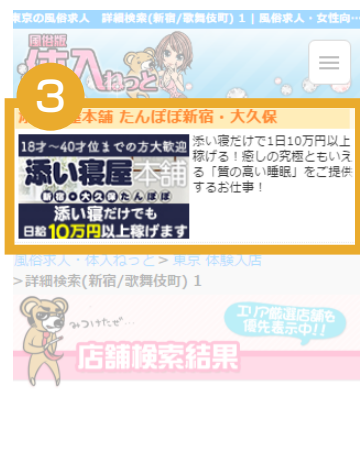 東京の風俗求人　詳細検索(新宿/歌舞伎町) 1 | 風俗求人・女性向…
風俗版
体入ねっと
3
屋本舗 たんぽぽ新宿・大久保
18才～40才位までの方大歓迎
添い寝屋本舗
新宿・大久保たんぽぽ
添い寝だけでも
日給10万円以上稼げます
添い寝だけで1日10万円以上
稼げる！癒しの究極ともいえ
る「質の高い睡眠」をご提供
するお仕事！
風俗求人・体入ねっと > 東京 体験入店
>詳細検索(新宿/歌舞伎町) 1
みつけたぜ…
エリア厳選店舗を
優先表示中!!
店舗検索結果